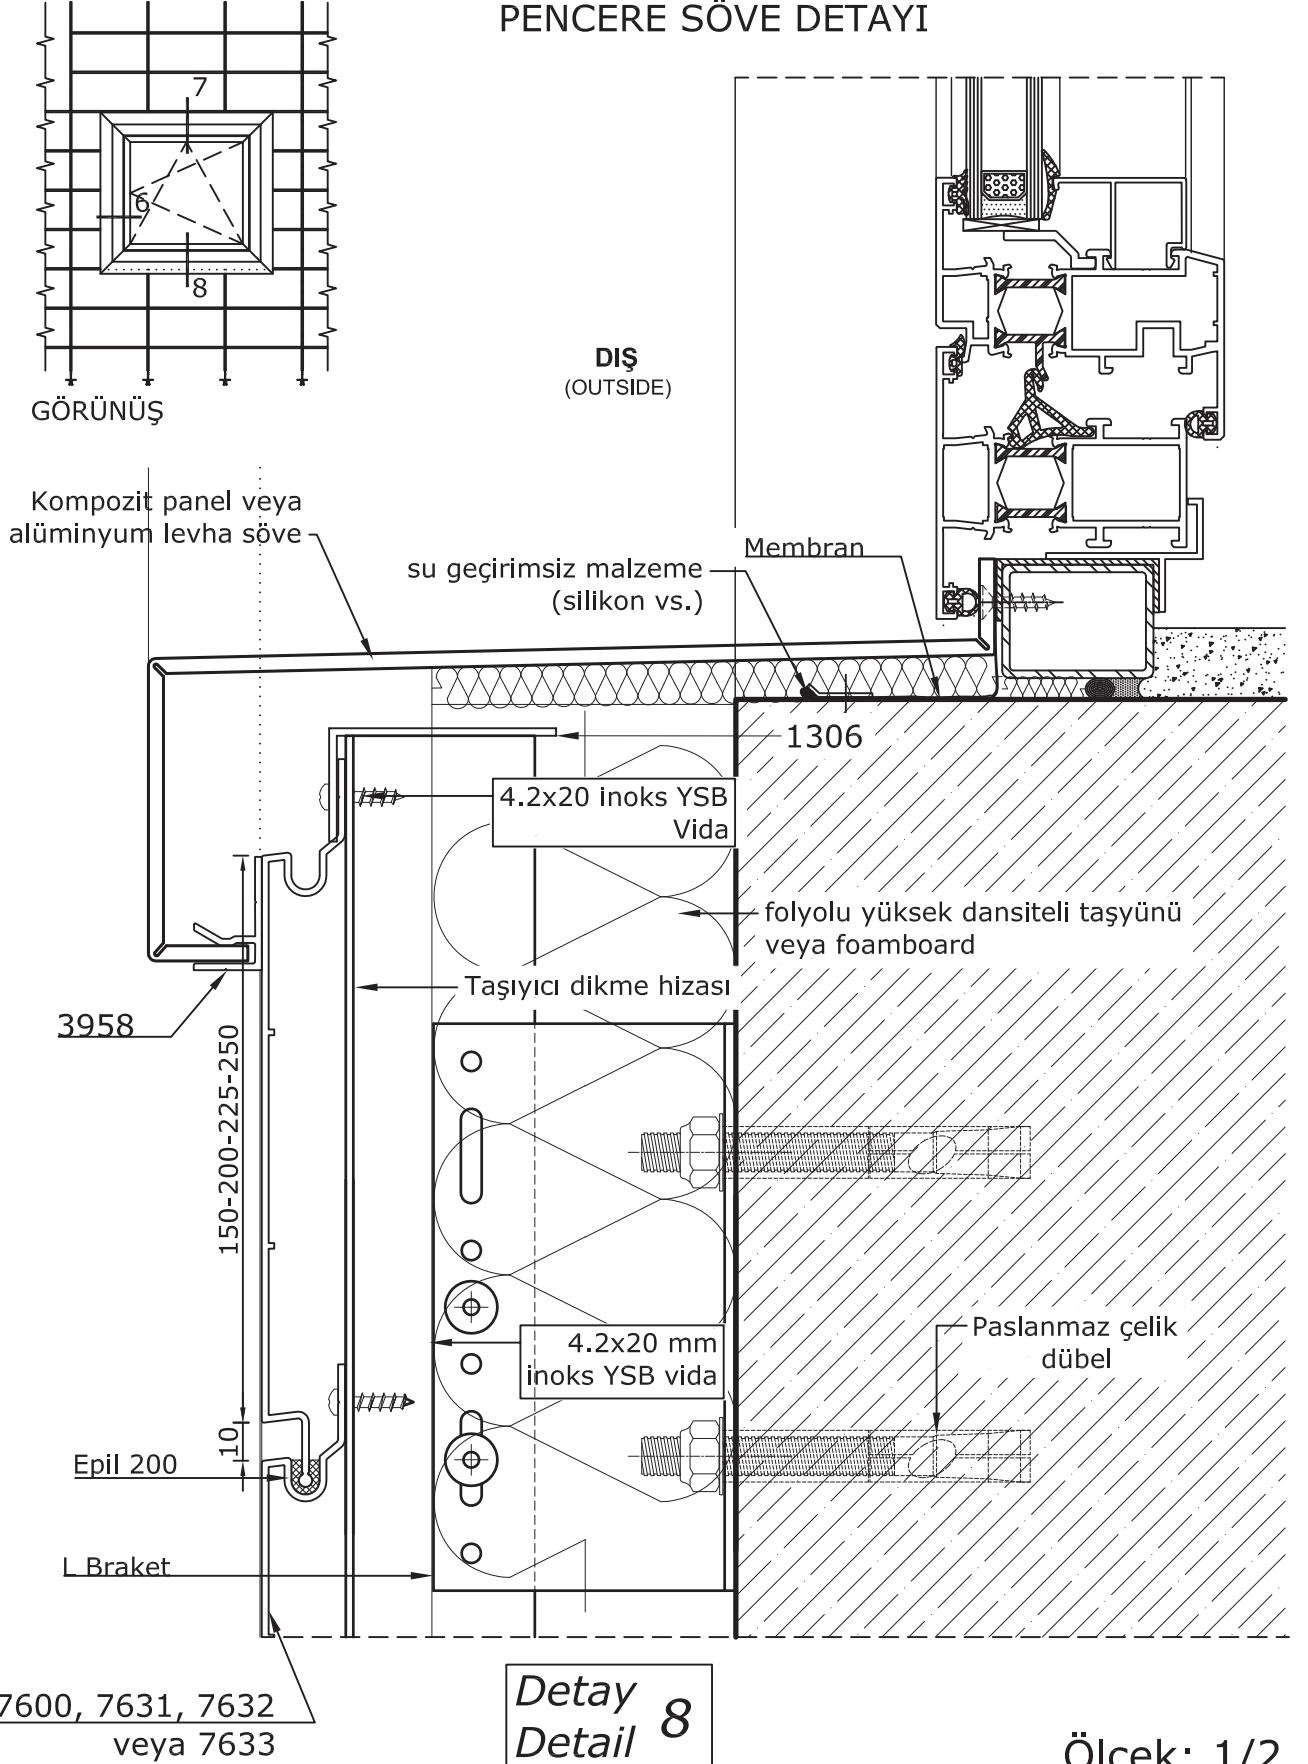 PENCERE SÖVE DETAYI
7
6
8
GÖRÜNÜŞ
DIŞ
(OUTSIDE)
Kompozit panel veya
alüminyum levha söve
su geçirimsiz malzeme
(silikon vs.)
Membran
1306
4.2x20 inoks YSB
Vida
folyolu yüksek dansiteli taşyünü
veya foamboard
Taşıyıcı dikme hizası
3958
150-200-225-250
4.2x20 mm
inoks YSB vida
Paslanmaz çelik
dübel
10
Epil 200
L Braket
7600, 7631, 7632
veya 7633
Detay
Detail
8
Ölçek: 1/2